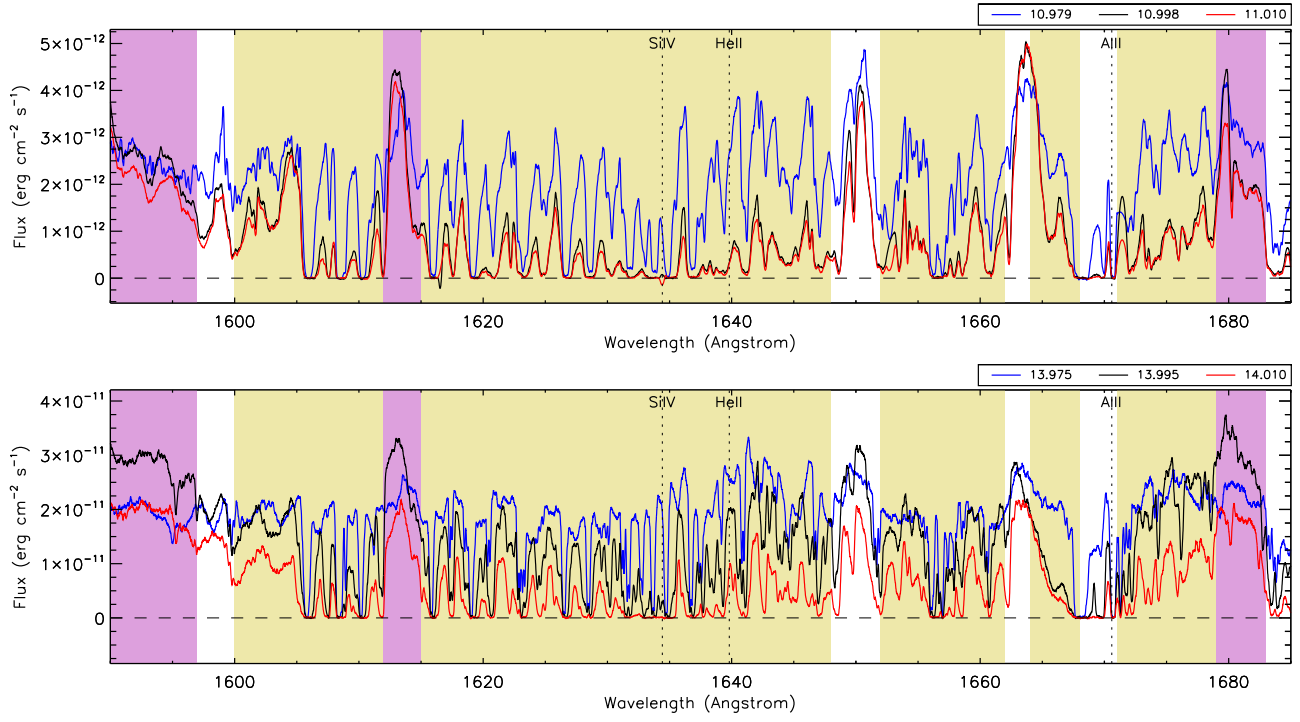 10.979 10.998 11.010
SiIV HeII AlII
Flux (erg cm⁻² s⁻¹)
5×10⁻¹²
4×10⁻¹²
3×10⁻¹²
2×10⁻¹²
1×10⁻¹²
0
1600 1620 1640 1660 1680
Wavelength (Angstrom)
13.975 13.995 14.010
SiIV HeII AlII
Flux (erg cm⁻² s⁻¹)
4×10⁻¹¹
3×10⁻¹¹
2×10⁻¹¹
1×10⁻¹¹
0
1600 1620 1640 1660 1680
Wavelength (Angstrom)